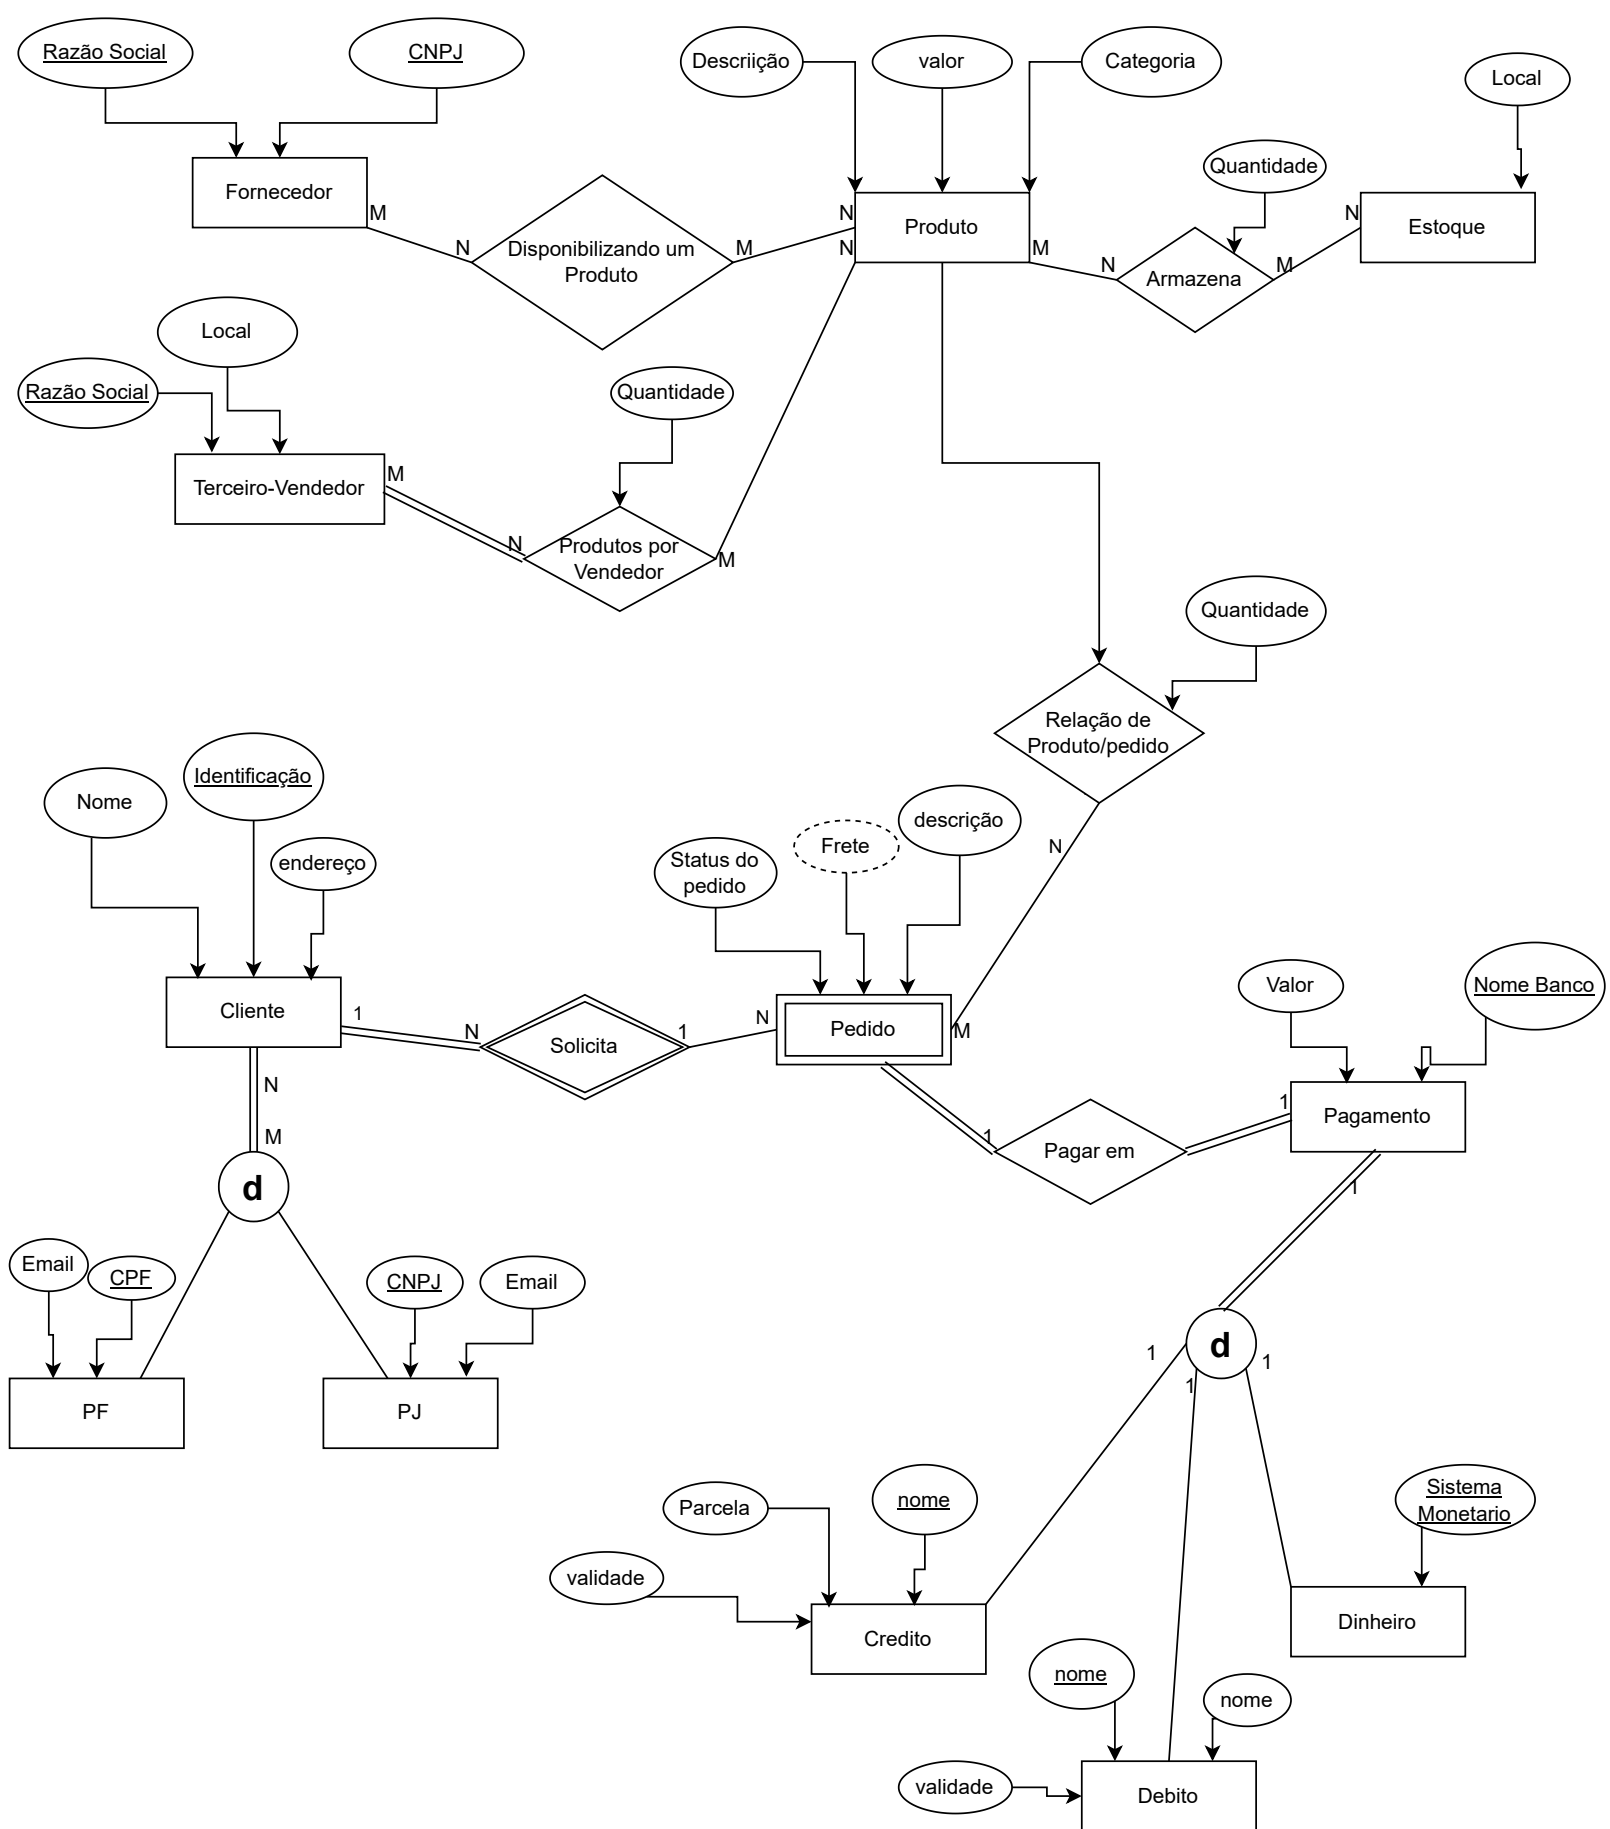 Razão Social
CNPJ
Descriição
valor
Categoria
Local
Quantidade
Fornecedor
M
N
Disponibilizando um
Produto
M
N
N
Produto
M
N
Armazena
M
N
Estoque
Local
Razão Social
Quantidade
Terceiro-Vendedor
M
N
Produtos por
Vendedor
M
Quantidade
Relação de
Produto/pedido
N
M
Nome
Identificação
endereço
Status do
pedido
Frete
descrição
Cliente
1
N
Solicita
1
N
Pedido
Valor
Nome Banco
1
Pagar em
1
Pagamento
1
N
M
d
Email
CPF
CNPJ
Email
PF
PJ
d
1
1
1
Parcela
nome
validade
Credito
Sistema
Monetario
Dinheiro
nome
nome
validade
Debito